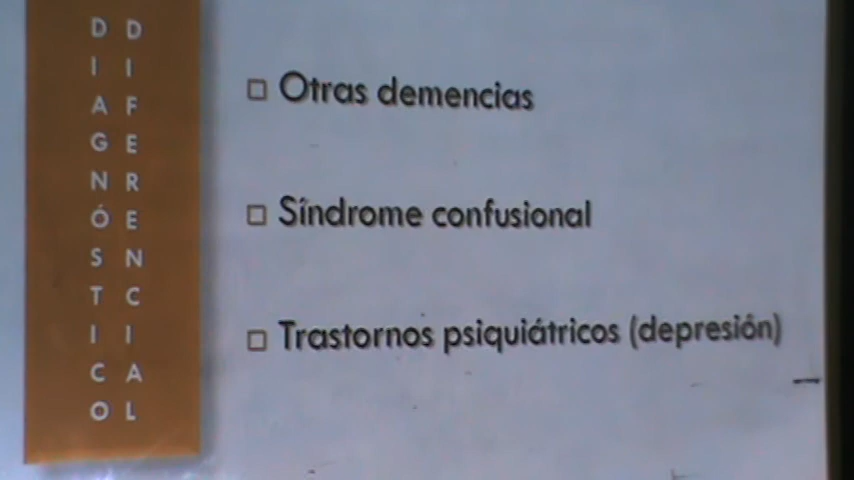 DIAGNÓSTICO
DIFERENCIAL
Otras demencias
Síndrome confusional
Trastornos psiquiátricos (depresión)